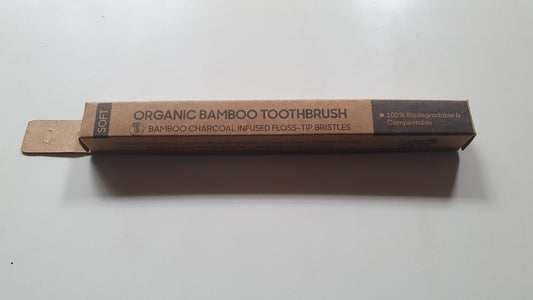 SOFT
ORGANIC BAMBOO TOOTHBRUSH
BAMBOO CHARCOAL INFUSED FLOSS-TIP BRISTLES
100% Biodegradable &
Compostable